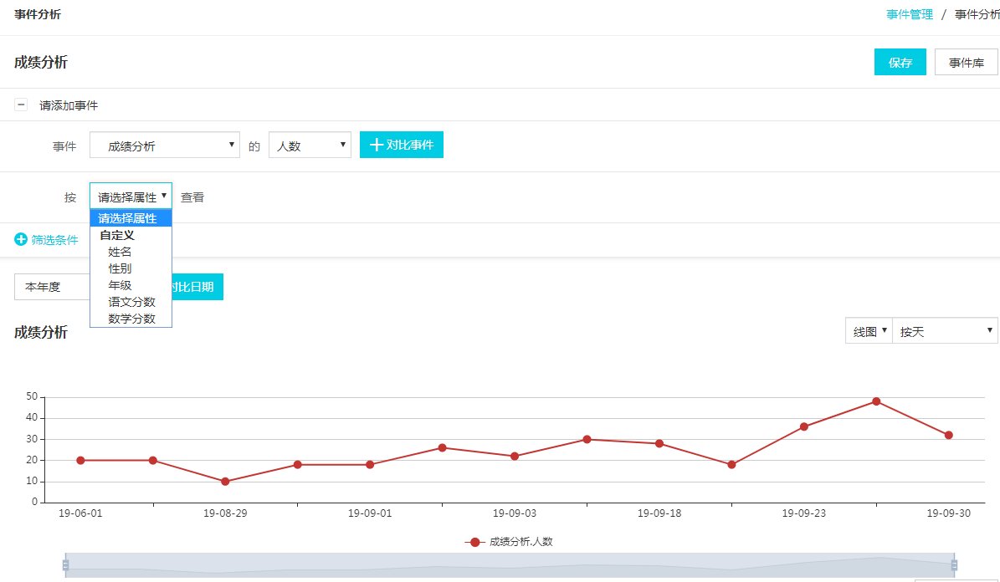 事件分析
事件管理 / 事件分析
成绩分析
保存 事件库
请添加事件
事件 成绩分析 的 人数 对比事件
按 请选择属性 查看
请选择属性
自定义
姓名
性别
年级
语文分数
数学分数
筛选条件
本年度 对比日期
成绩分析
线图 按天
50
40
30
20
10
0
19-06-01 19-08-29 19-09-01 19-09-03 19-09-18 19-09-23 19-09-30
成绩分析.人数